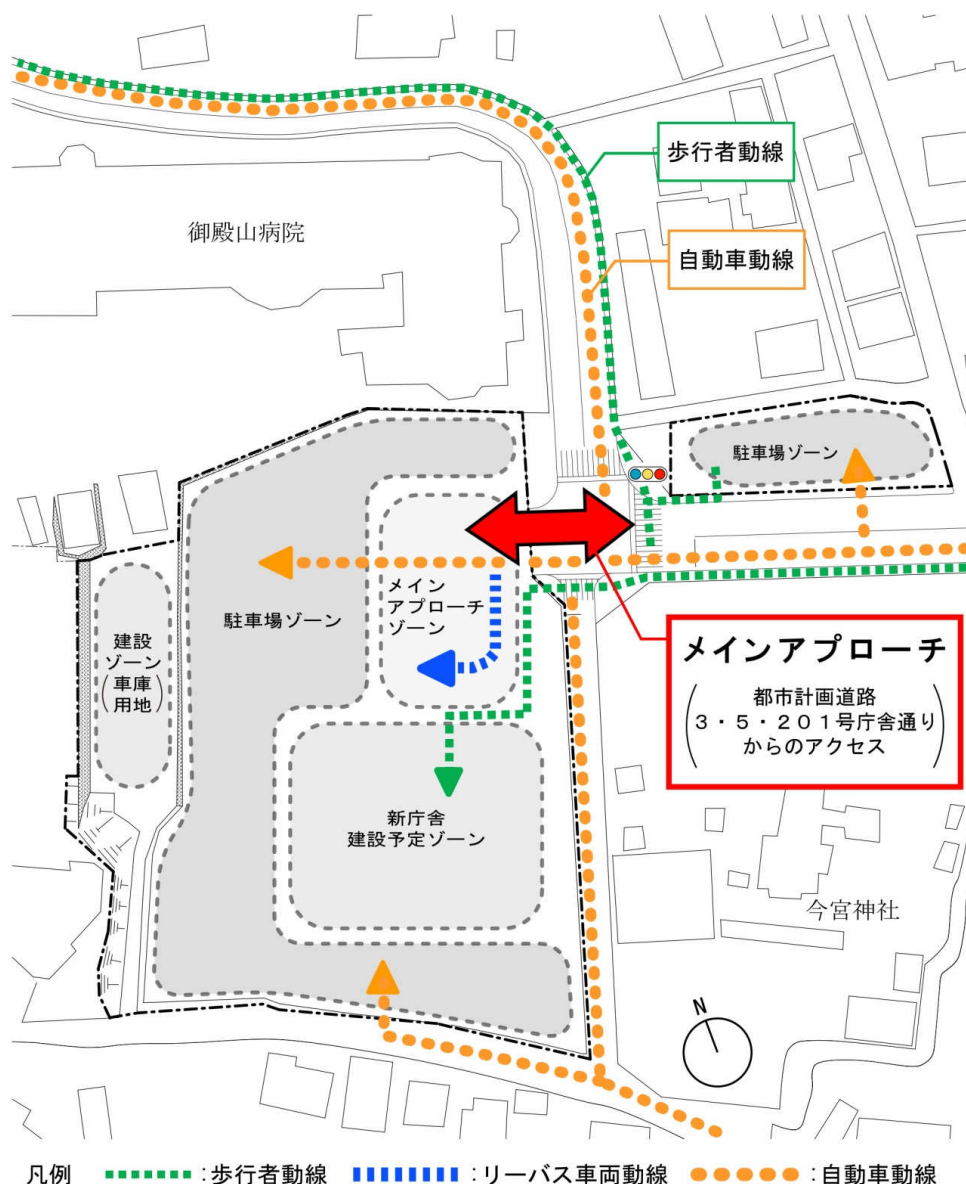 歩行者動線
御殿山病院
自動車動線
駐車場ゾーン
メイン
アプローチ
ゾーン
駐車場ゾーン
建設
ゾーン
(車庫
用地)
メインアプローチ
(都市計画道路
3・5・201号庁舎通り
からのアクセス)
新庁舎
建設予定ゾーン
今宮神社
N
凡例 :歩行者動線 :リーバス車両動線 :自動車動線